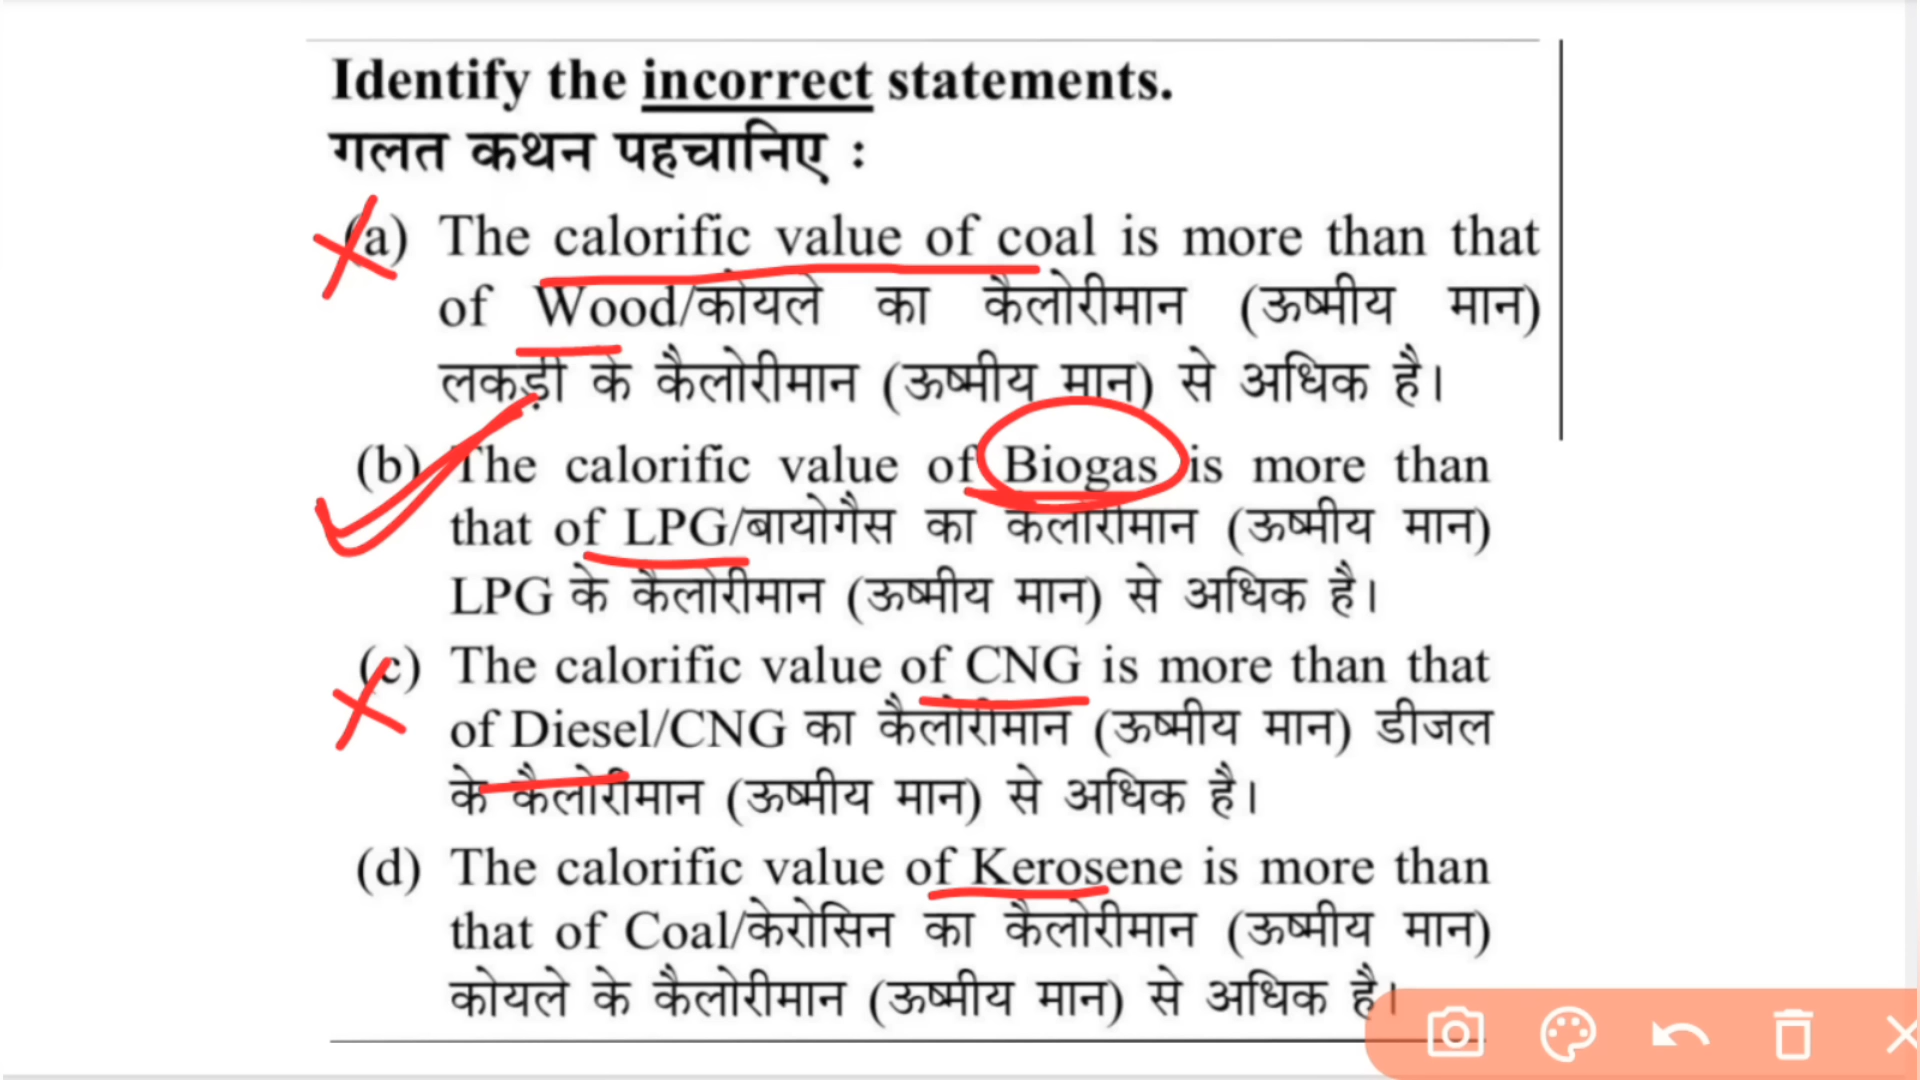 Identify the incorrect statements.
गलत कथन पहचानिए :
(a) The calorific value of coal is more than that
of Wood/कोयले का कैलोरीमान (ऊष्मीय मान)
लकड़ी के कैलोरीमान (ऊष्मीय मान) से अधिक है।
(b) The calorific value of Biogas is more than
that of LPG/बायोगैस का कैलोरीमान (ऊष्मीय मान)
LPG के कैलोरीमान (ऊष्मीय मान) से अधिक है।
(c) The calorific value of CNG is more than that
of Diesel/CNG का कैलोरीमान (ऊष्मीय मान) डीजल
के कैलोरीमान (ऊष्मीय मान) से अधिक है।
(d) The calorific value of Kerosene is more than
that of Coal/केरोसिन का कैलोरीमान (ऊष्मीय मान)
कोयले के कैलोरीमान (ऊष्मीय मान) से अधिक है।